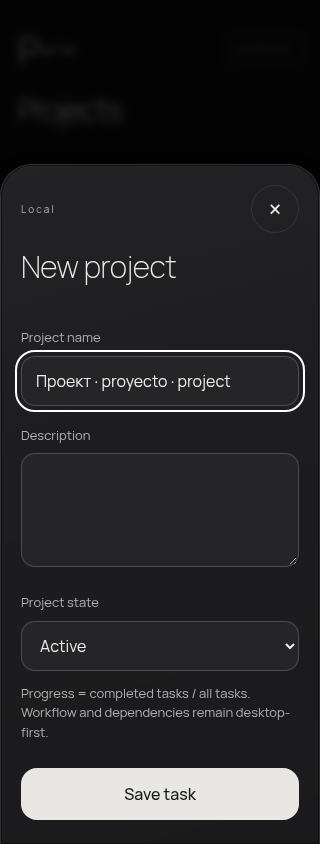 Projects
Local
×
New project
Project name
Проект · proyecto · project
Description
Project state
Active
Progress = completed tasks / all tasks.
Workflow and dependencies remain desktop-
first.
Save task